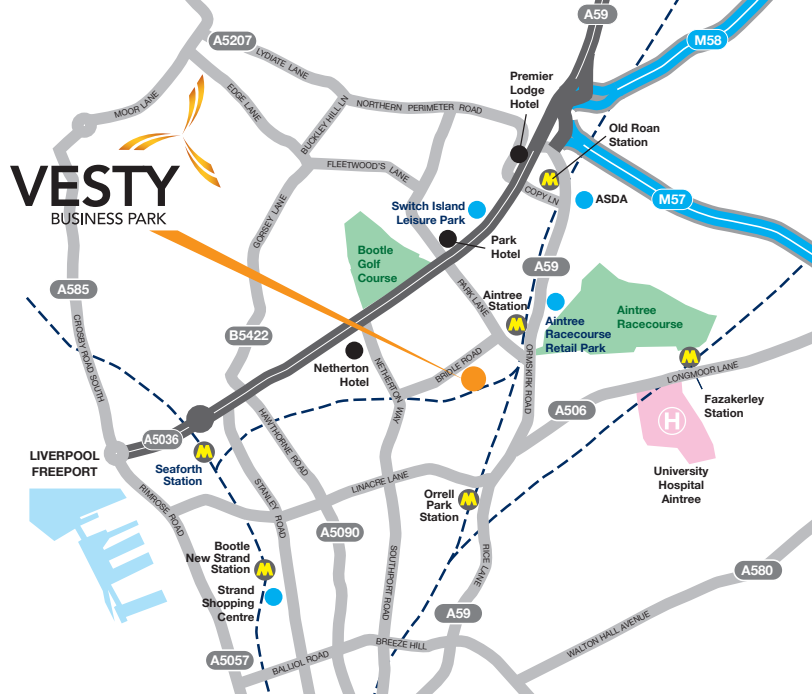 A59
A5207
M58
LYDIATE LANE
Premier
Lodge
Hotel
EDGE LANE
MOOR LANE
BUCKLEY HILL LN
NORTHERN PERIMETER ROAD
Old Roan
Station
VESTY
BUSINESS PARK
FLEETWOOD'S LANE
COPY LN
ASDA
M57
Switch Island
Leisure Park
GORSEY LANE
Park
Hotel
Bootle
Golf
Course
A59
A585
PARK LANE
Aintree
Station
Aintree
Racecourse
Aintree
Racecourse
Retail Park
CROSBY ROAD SOUTH
B5422
Netherton
Hotel
NETHERTON WAY
BRIDLE ROAD
ORMSKIRK ROAD
LONGMOOR LANE
Fazakerley
Station
A506
H
HAWTHORNE ROAD
A5036
LIVERPOOL
FREEPORT
Seaforth
Station
University
Hospital
Aintree
RIMROSE ROAD
STANLEY ROAD
LINACRE LANE
Orrell
Park
Station
A5090
Bootle
New Strand
Station
SOUTHPORT ROAD
RICE LANE
A580
Strand
Shopping
Centre
A59
WALTON HALL AVENUE
A5057
BALLIOL ROAD
BREEZE HILL